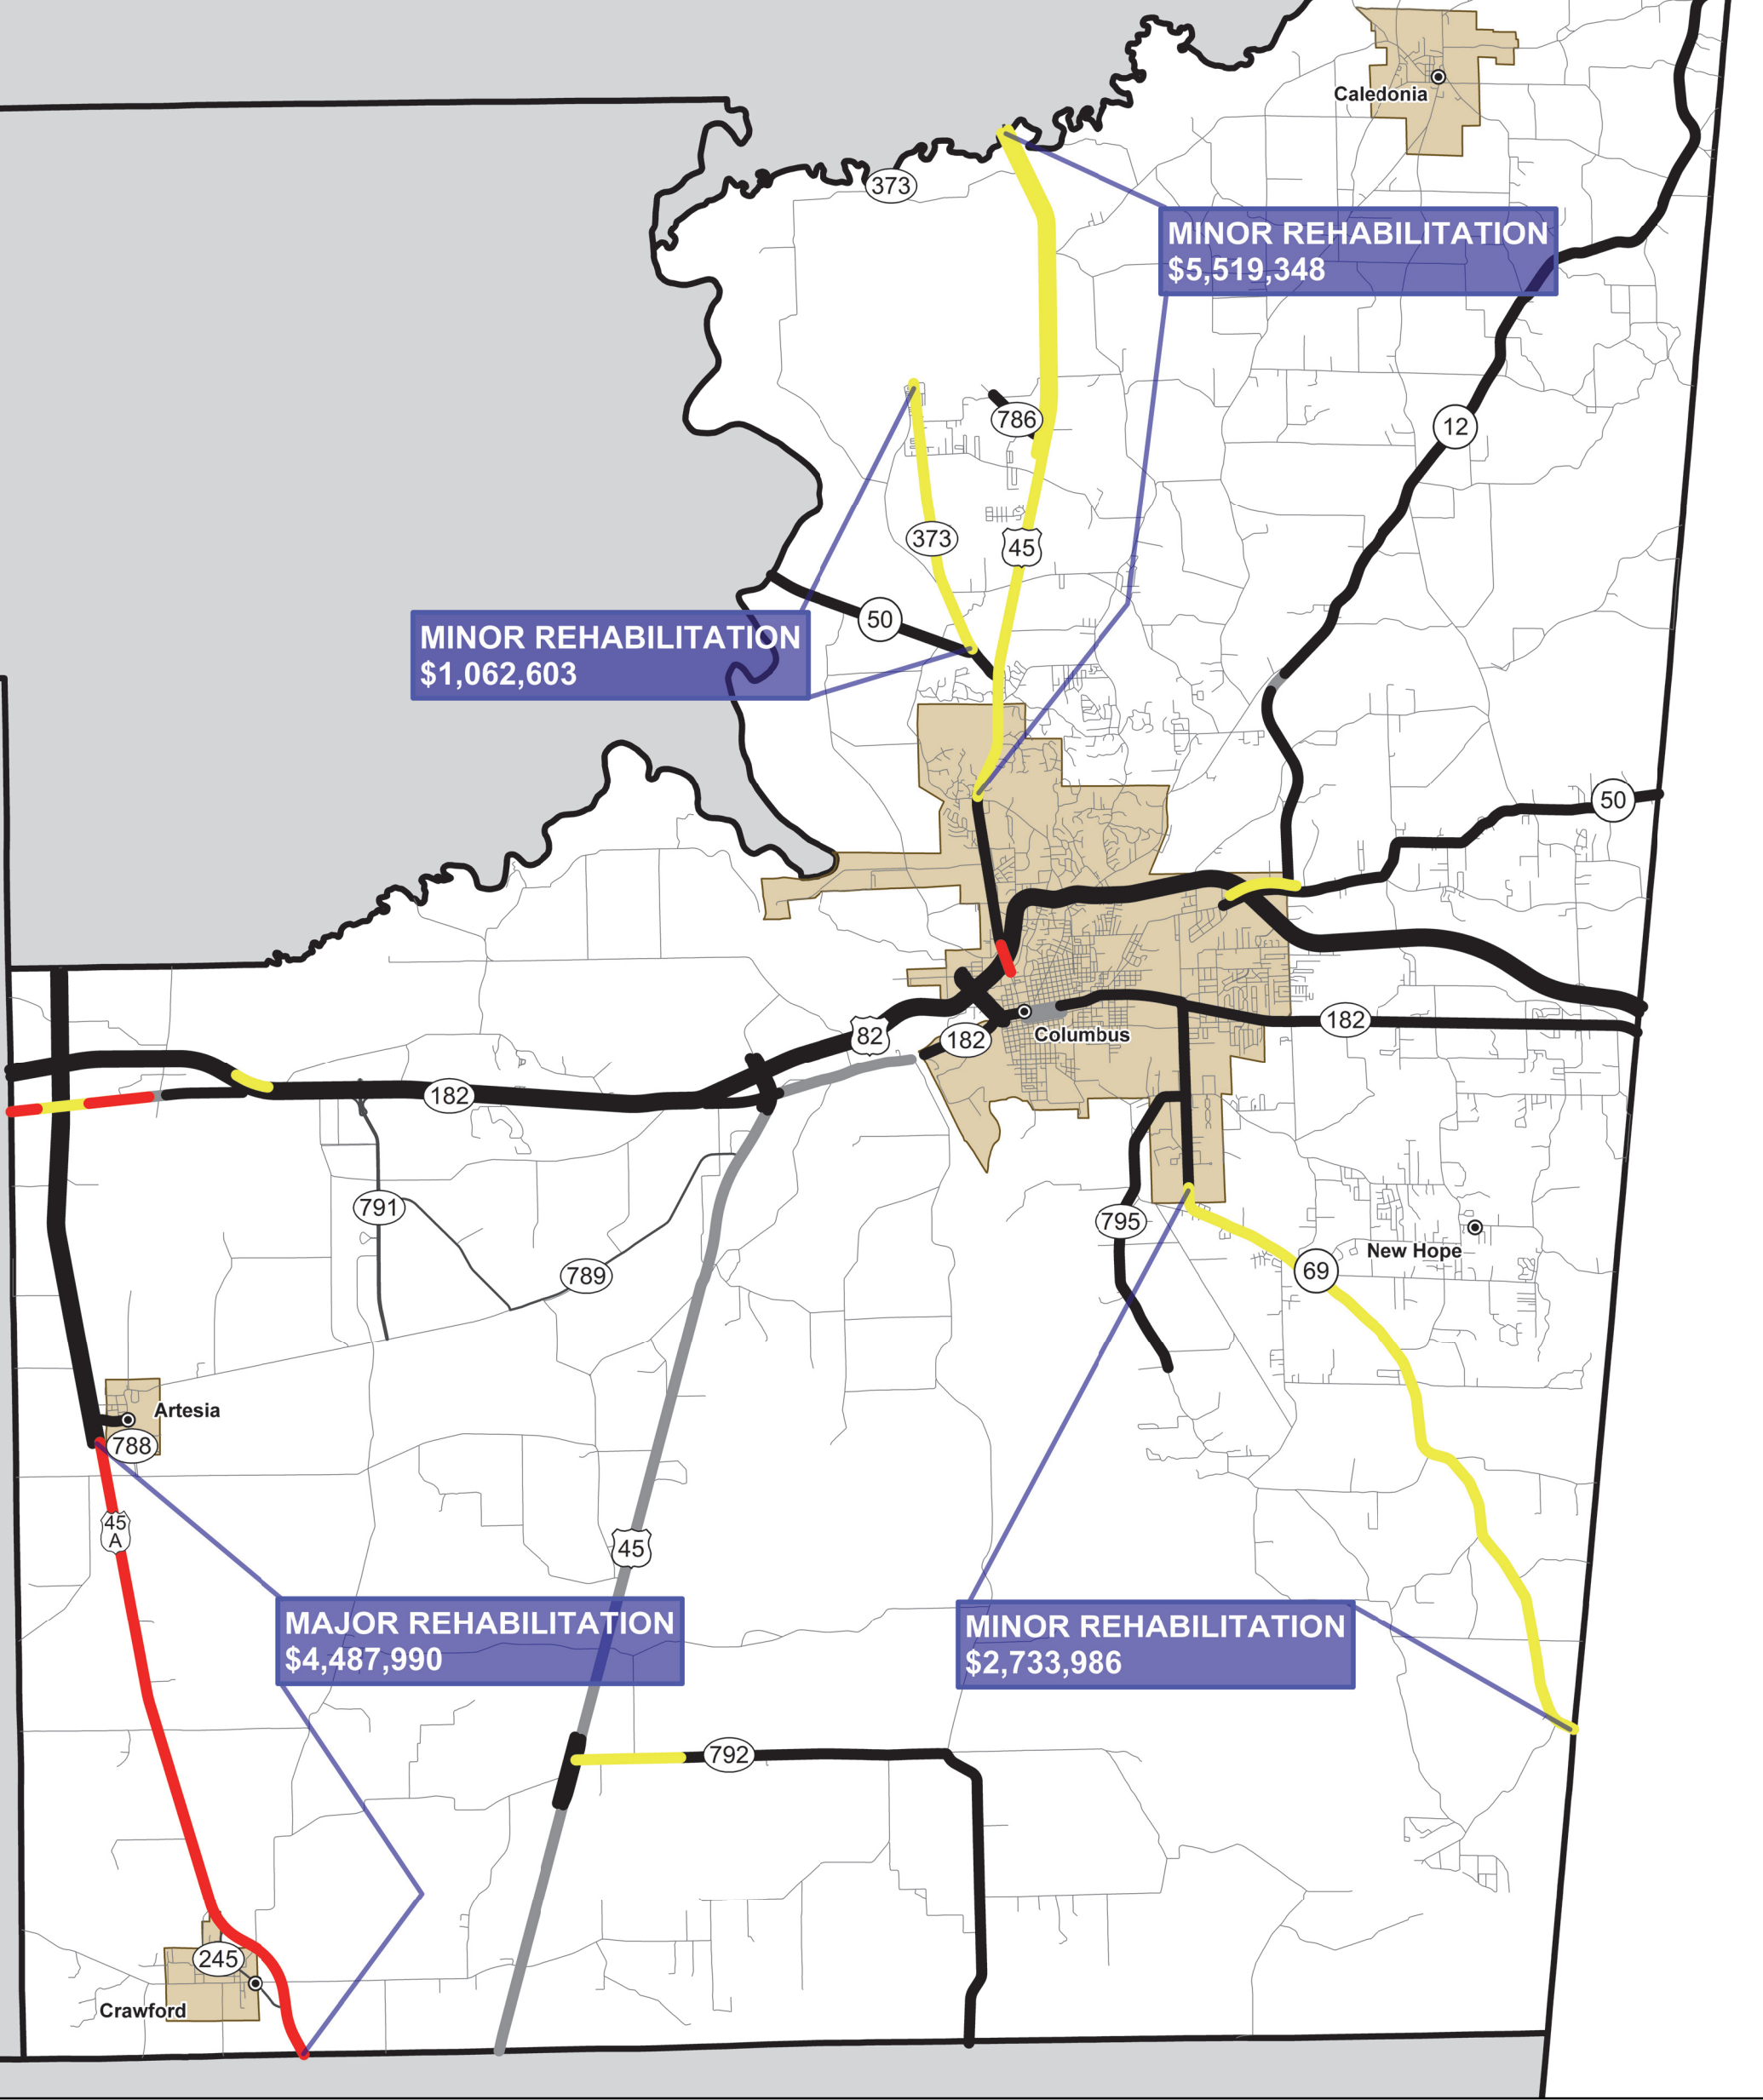 Caledonia
373
MINOR REHABILITATION
$5,519,348
786
12
373
45
50
MINOR REHABILITATION
$1,062,603
50
82
182
Columbus
182
182
791
795
789
New Hope
69
Artesia
788
45
A
45
MAJOR REHABILITATION
$4,487,990
MINOR REHABILITATION
$2,733,986
792
245
Crawford